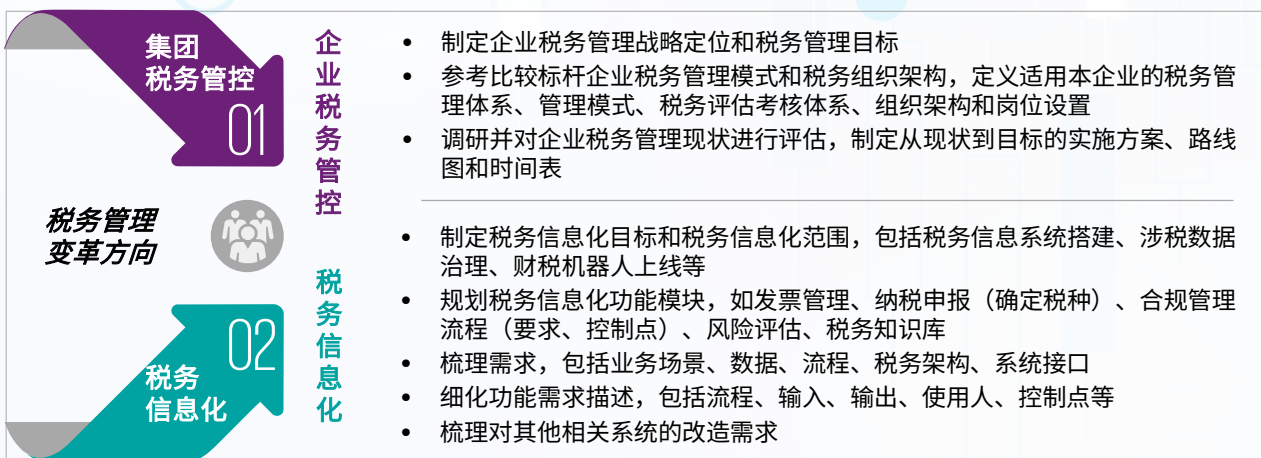 集团
税务管控
01
税务管理
变革方向
02
税务
信息化
企业税务管控
税务信息化
• 制定企业税务管理战略定位和税务管理目标
• 参考比较标杆企业税务管理模式和税务组织架构，定义适用本企业的税务管
理体系、管理模式、税务评估考核体系、组织架构和岗位设置
• 调研并对企业税务管理现状进行评估，制定从现状到目标的实施方案、路线
图和时间表
• 制定税务信息化目标和税务信息化范围，包括税务信息系统搭建、涉税数据
治理、财税机器人上线等
• 规划税务信息化功能模块，如发票管理、纳税申报（确定税种）、合规管理
流程（要求、控制点）、风险评估、税务知识库
• 梳理需求，包括业务场景、数据、流程、税务架构、系统接口
• 细化功能需求描述，包括流程、输入、输出、使用人、控制点等
• 梳理对其他相关系统的改造需求